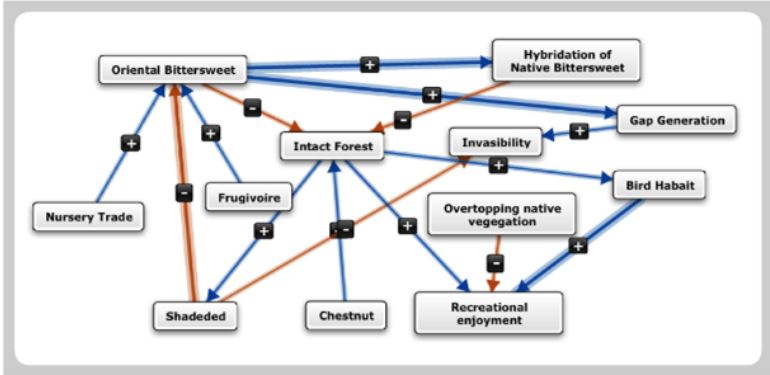 Hybridation of
Native Bittersweet
Oriental Bittersweet
+
+
-
-
Gap Generation
+
+
Invasibility
Intact Forest
+
+
Bird Habait
-
Frugivoire
Overtopping native
vegegation
Nursery Trade
+
+-
+
+
-
Shadeded
Chestnut
Recreational
enjoyment